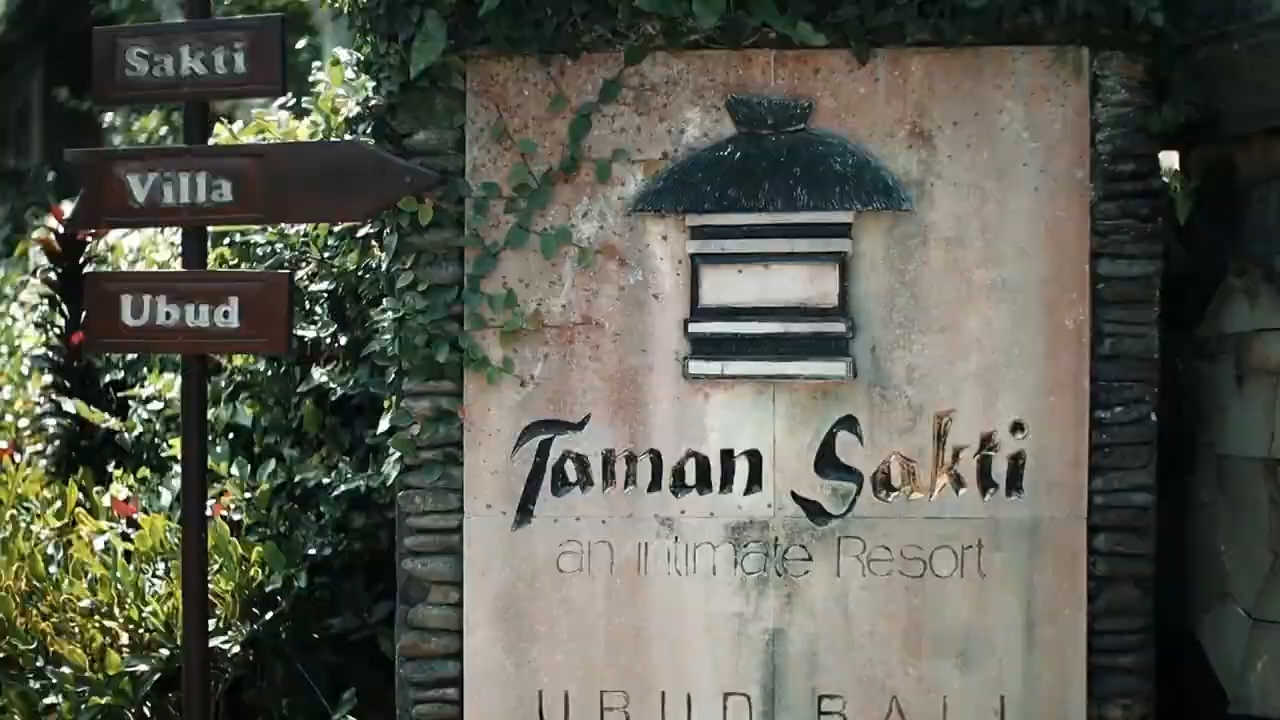 Sakti
Villa
Ubud
Taman Sakti
an intimate Resort
UBUD BALI